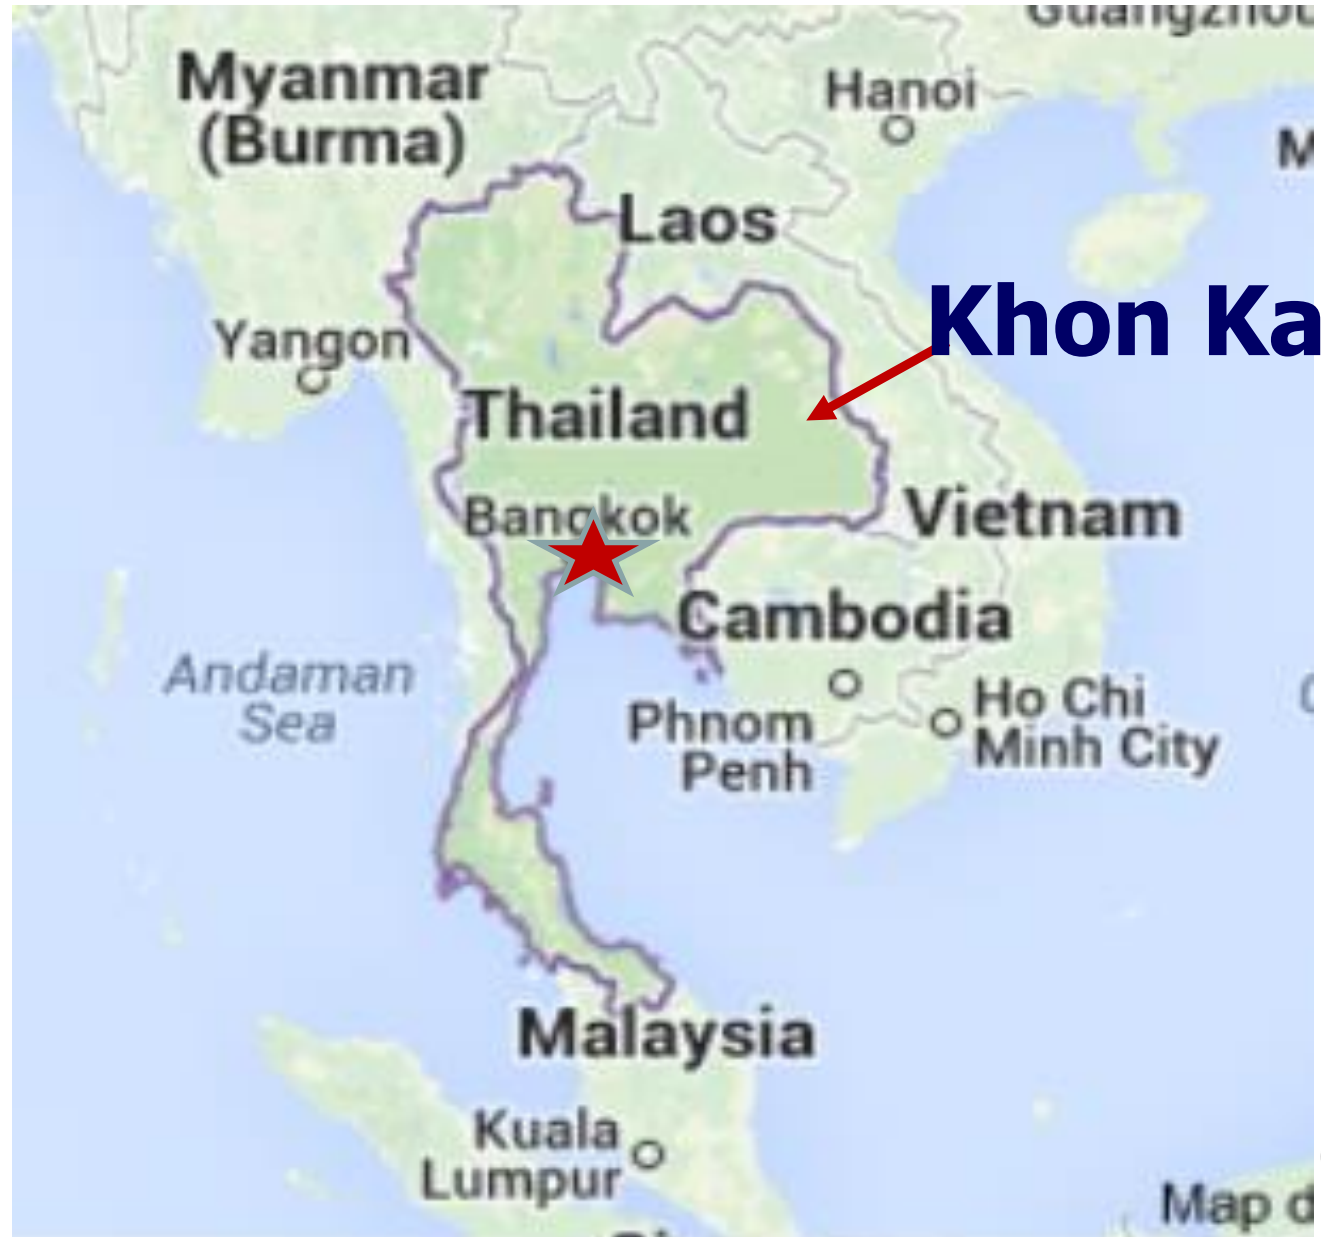 Myanmar
(Burma)
Hanoi
Laos
Khon Ka
Yangon
Thailand
Bangkok
Vietnam
Cambodia
Andaman
Sea
Phnom
Penh
Ho Chi
Minh City
Malaysia
Kuala
Lumpur
Map d